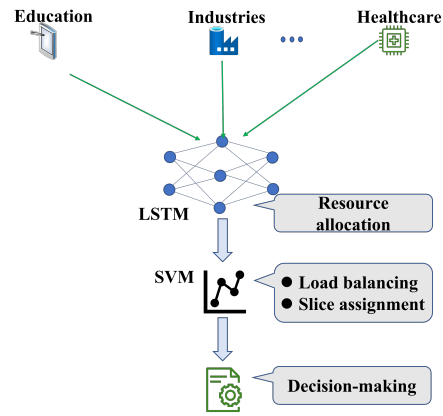 Education
Industries
Healthcare
LSTM
Resource
allocation
SVM
Load balancing
Slice assignment
Decision-making